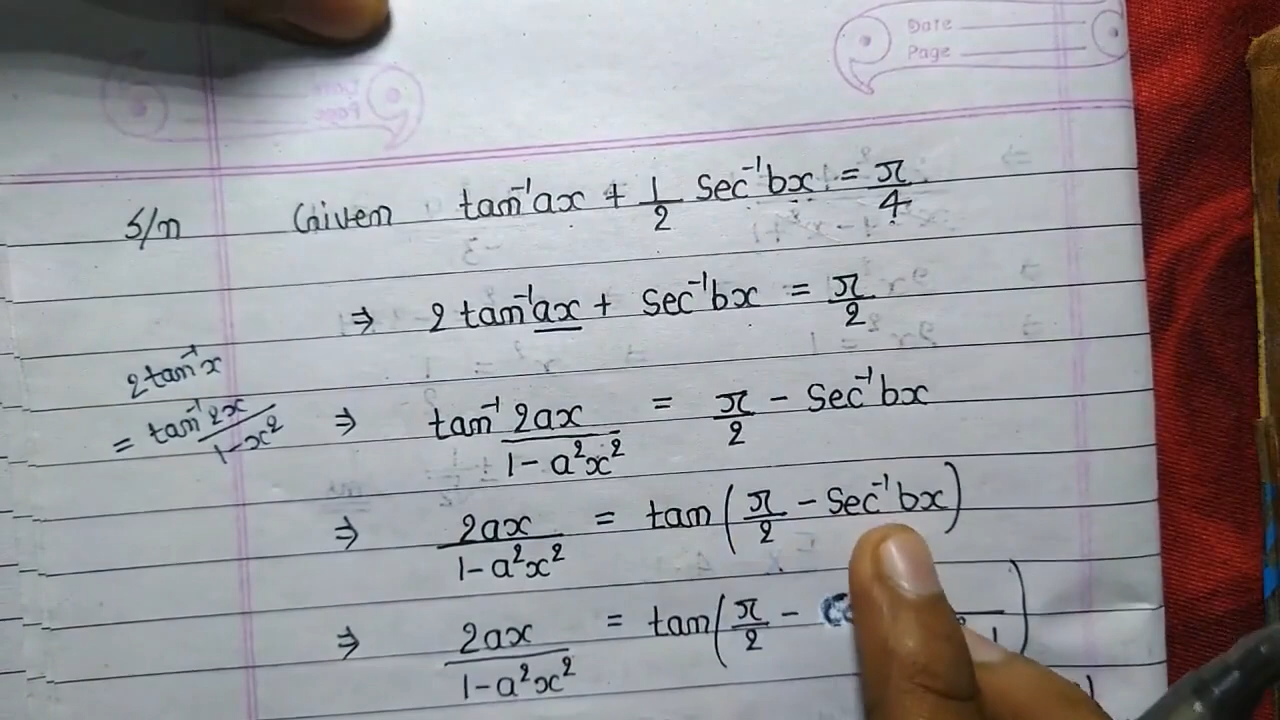 Date
Page
S/n Given tan⁻¹ax + 1/2 sec⁻¹bx = π/4
⇒ 2tan⁻¹ax + sec⁻¹bx = π/2
2tan⁻¹x
= tan⁻¹ 2x/1-x²
⇒ tan⁻¹ 2ax/1-a²x² = π/2 - sec⁻¹bx
⇒ 2ax/1-a²x² = tan(π/2 - sec⁻¹bx)
⇒ 2ax/1-a²x² = tan(π/2 -